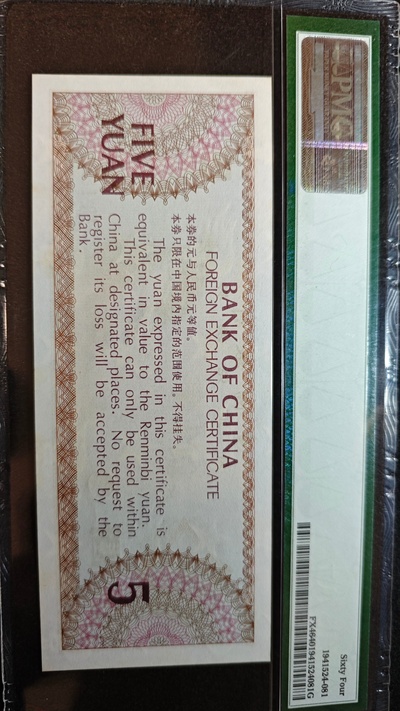 FIVE
YUAN
BANK OF CHINA
FOREIGN EXCHANGE CERTIFICATE
本券的元与人民币元等值。
本券只限在中国境内指定的范围使用，不得挂失。
The yuan expressed in this certificate is
equivalent in value to the Renminbi yuan.
This certificate can only be used within
China at designated places. No request to
register its loss will be accepted by the
Bank.
5
PMG
Sixty Four
1941524-081
FX46401941524081G